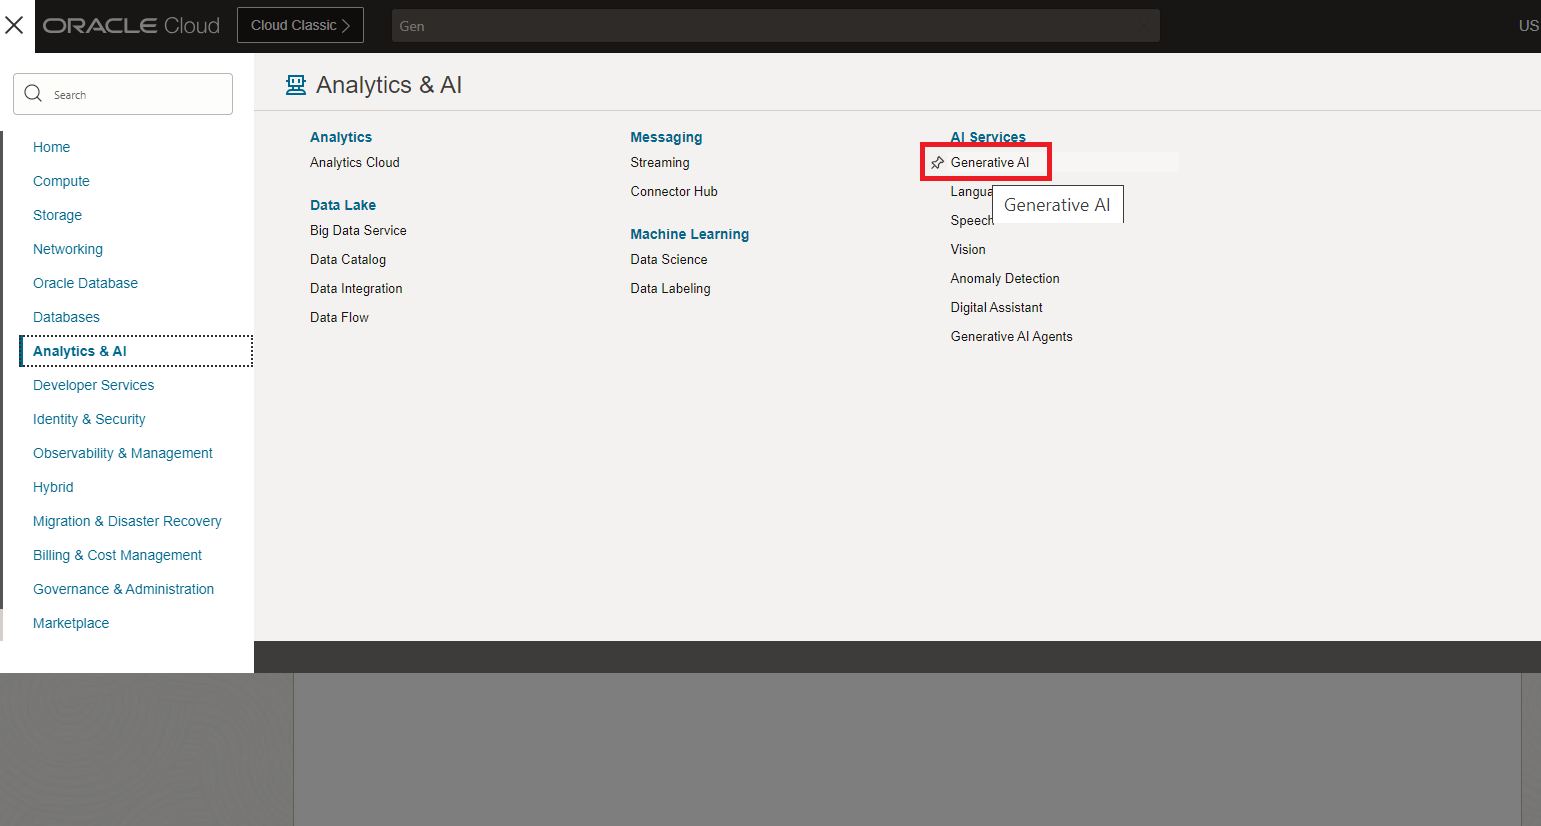 ORACLE Cloud
Cloud Classic
Gen
US
Search
Home
Compute
Storage
Networking
Oracle Database
Databases
Analytics & AI
Developer Services
Identity & Security
Observability & Management
Hybrid
Migration & Disaster Recovery
Billing & Cost Management
Governance & Administration
Marketplace
Analytics & AI
Analytics
Analytics Cloud
Data Lake
Big Data Service
Data Catalog
Data Integration
Data Flow
Messaging
Streaming
Connector Hub
Machine Learning
Data Science
Data Labeling
AI Services
Generative AI
Langua
Generative AI
Speech
Vision
Anomaly Detection
Digital Assistant
Generative AI Agents